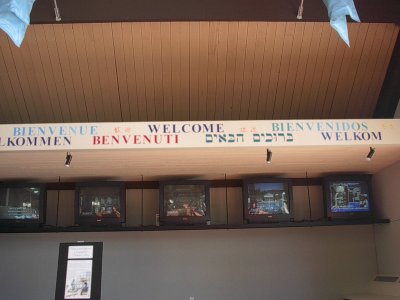 BIENVENUE WELCOME BIENVENIDOS
LKOMMEN BENVENUTI ברוכים הבאים WELKOM